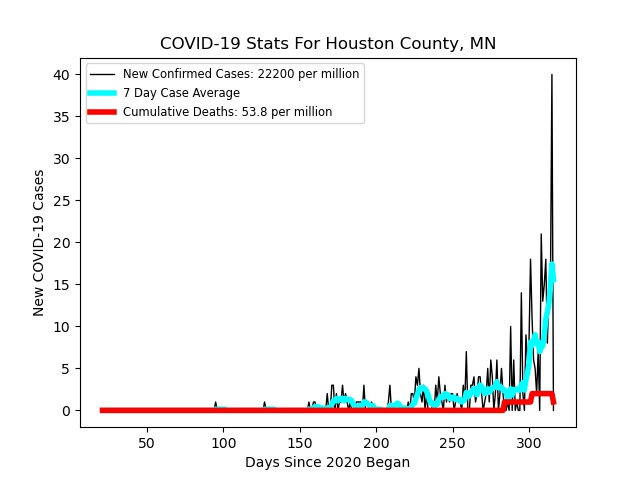 COVID-19 Stats For Houston County, MN
New Confirmed Cases: 22200 per million
7 Day Case Average
Cumulative Deaths: 53.8 per million
New COVID-19 Cases
40
35
30
25
20
15
10
5
0
50 100 150 200 250 300
Days Since 2020 Began